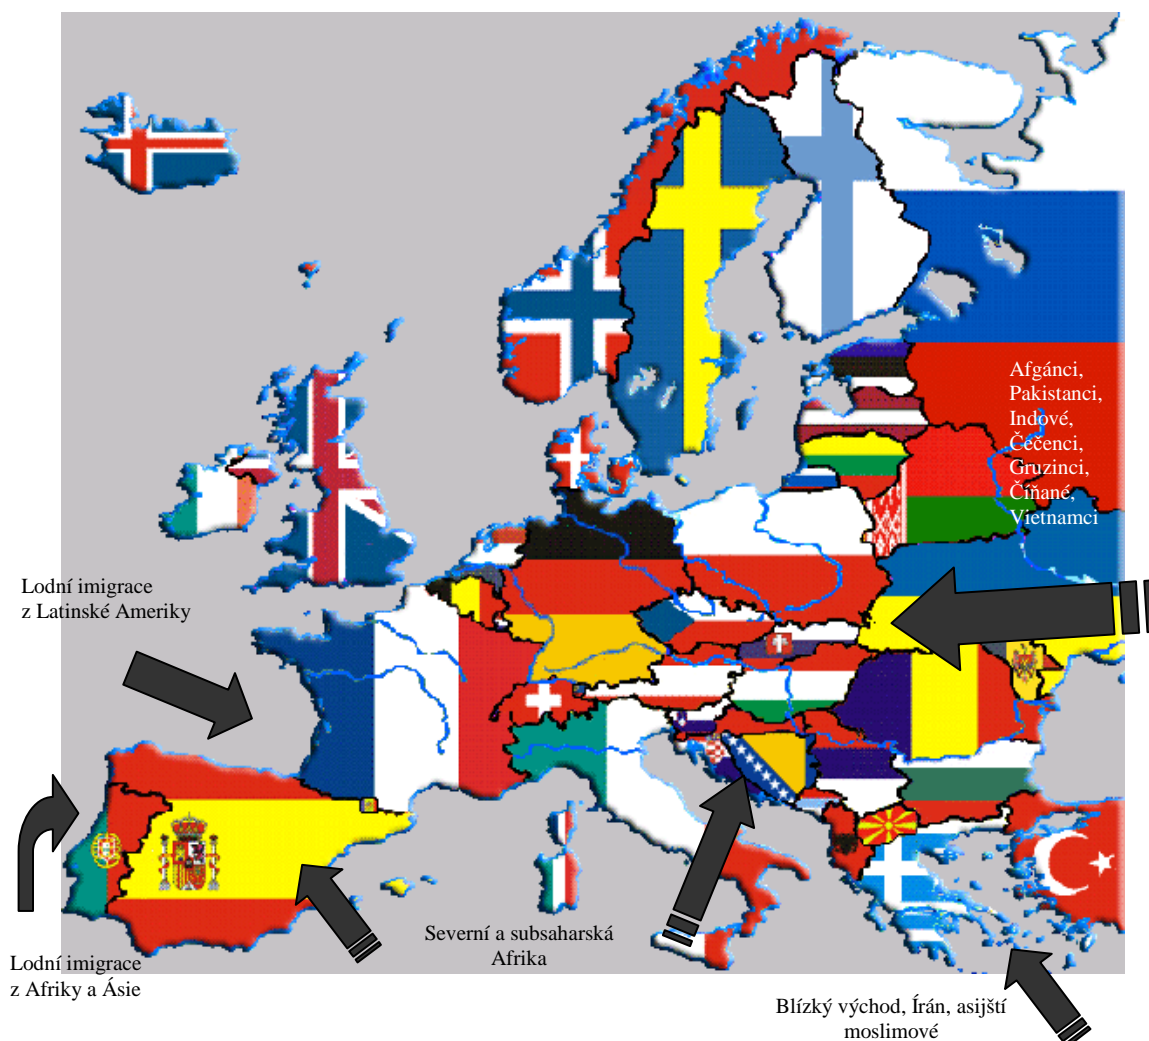 Afgánci,
Pakistanci,
Indové,
Čečenci,
Gruzinci,
Číňané,
Vietnamci
Lodní imigrace
z Latinské Ameriky
Severní a subsaharská
Afrika
Lodní imigrace
z Afriky a Ásie
Blízký východ, Írán, asijští
moslimové